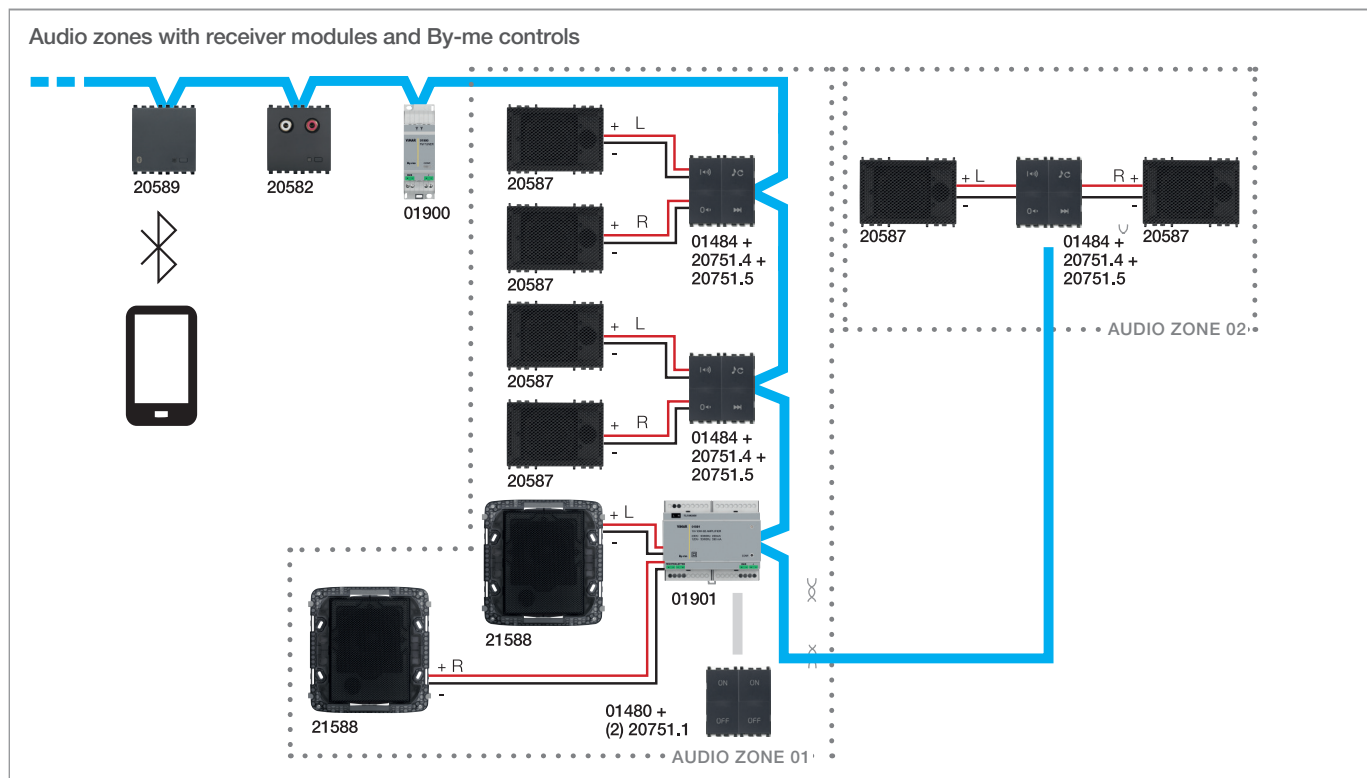 Audio zones with receiver modules and By-me controls
20589
20582
01900
+ L
-
20587
+ R
-
20587
01484 +
20751.4 +
20751.5
+ L
-
20587
+ R
-
20587
01484 +
20751.4 +
20751.5
+ L
-
21588
01901
+ R
-
21588
01480 +
(2) 20751.1
ON ON
OFF OFF
AUDIO ZONE 01
20587
+ L
-
R +
-
01484 +
20751.4 +
20751.5
20587
AUDIO ZONE 02